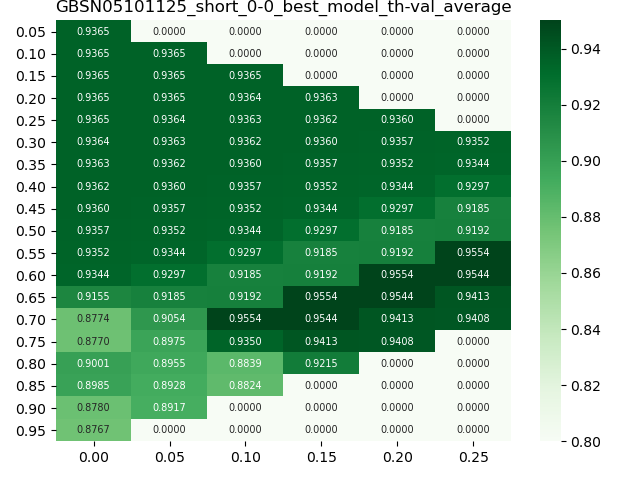 GBSN05101125_short_0-0_best_model_th-val_average
0.05 0.9365 0.0000 0.0000 0.0000 0.0000 0.0000
0.10 0.9365 0.9365 0.0000 0.0000 0.0000 0.0000
0.15 0.9365 0.9365 0.9365 0.0000 0.0000 0.0000
0.20 0.9365 0.9365 0.9364 0.9363 0.0000 0.0000
0.25 0.9365 0.9364 0.9363 0.9362 0.9360 0.0000
0.30 0.9364 0.9363 0.9362 0.9360 0.9357 0.9352
0.35 0.9363 0.9362 0.9360 0.9357 0.9352 0.9344
0.40 0.9362 0.9360 0.9357 0.9352 0.9344 0.9297
0.45 0.9360 0.9357 0.9352 0.9344 0.9297 0.9185
0.50 0.9357 0.9352 0.9344 0.9297 0.9185 0.9192
0.55 0.9352 0.9344 0.9297 0.9185 0.9192 0.9554
0.60 0.9344 0.9297 0.9185 0.9192 0.9554 0.9544
0.65 0.9155 0.9185 0.9192 0.9554 0.9544 0.9413
0.70 0.8774 0.9054 0.9554 0.9544 0.9413 0.9408
0.75 0.8770 0.8975 0.9350 0.9413 0.9408 0.0000
0.80 0.9001 0.8955 0.8839 0.9215 0.0000 0.0000
0.85 0.8985 0.8928 0.8824 0.0000 0.0000 0.0000
0.90 0.8780 0.8917 0.0000 0.0000 0.0000 0.0000
0.95 0.8767 0.0000 0.0000 0.0000 0.0000 0.0000
0.00 0.05 0.10 0.15 0.20 0.25
0.94
0.92
0.90
0.88
0.86
0.84
0.82
0.80